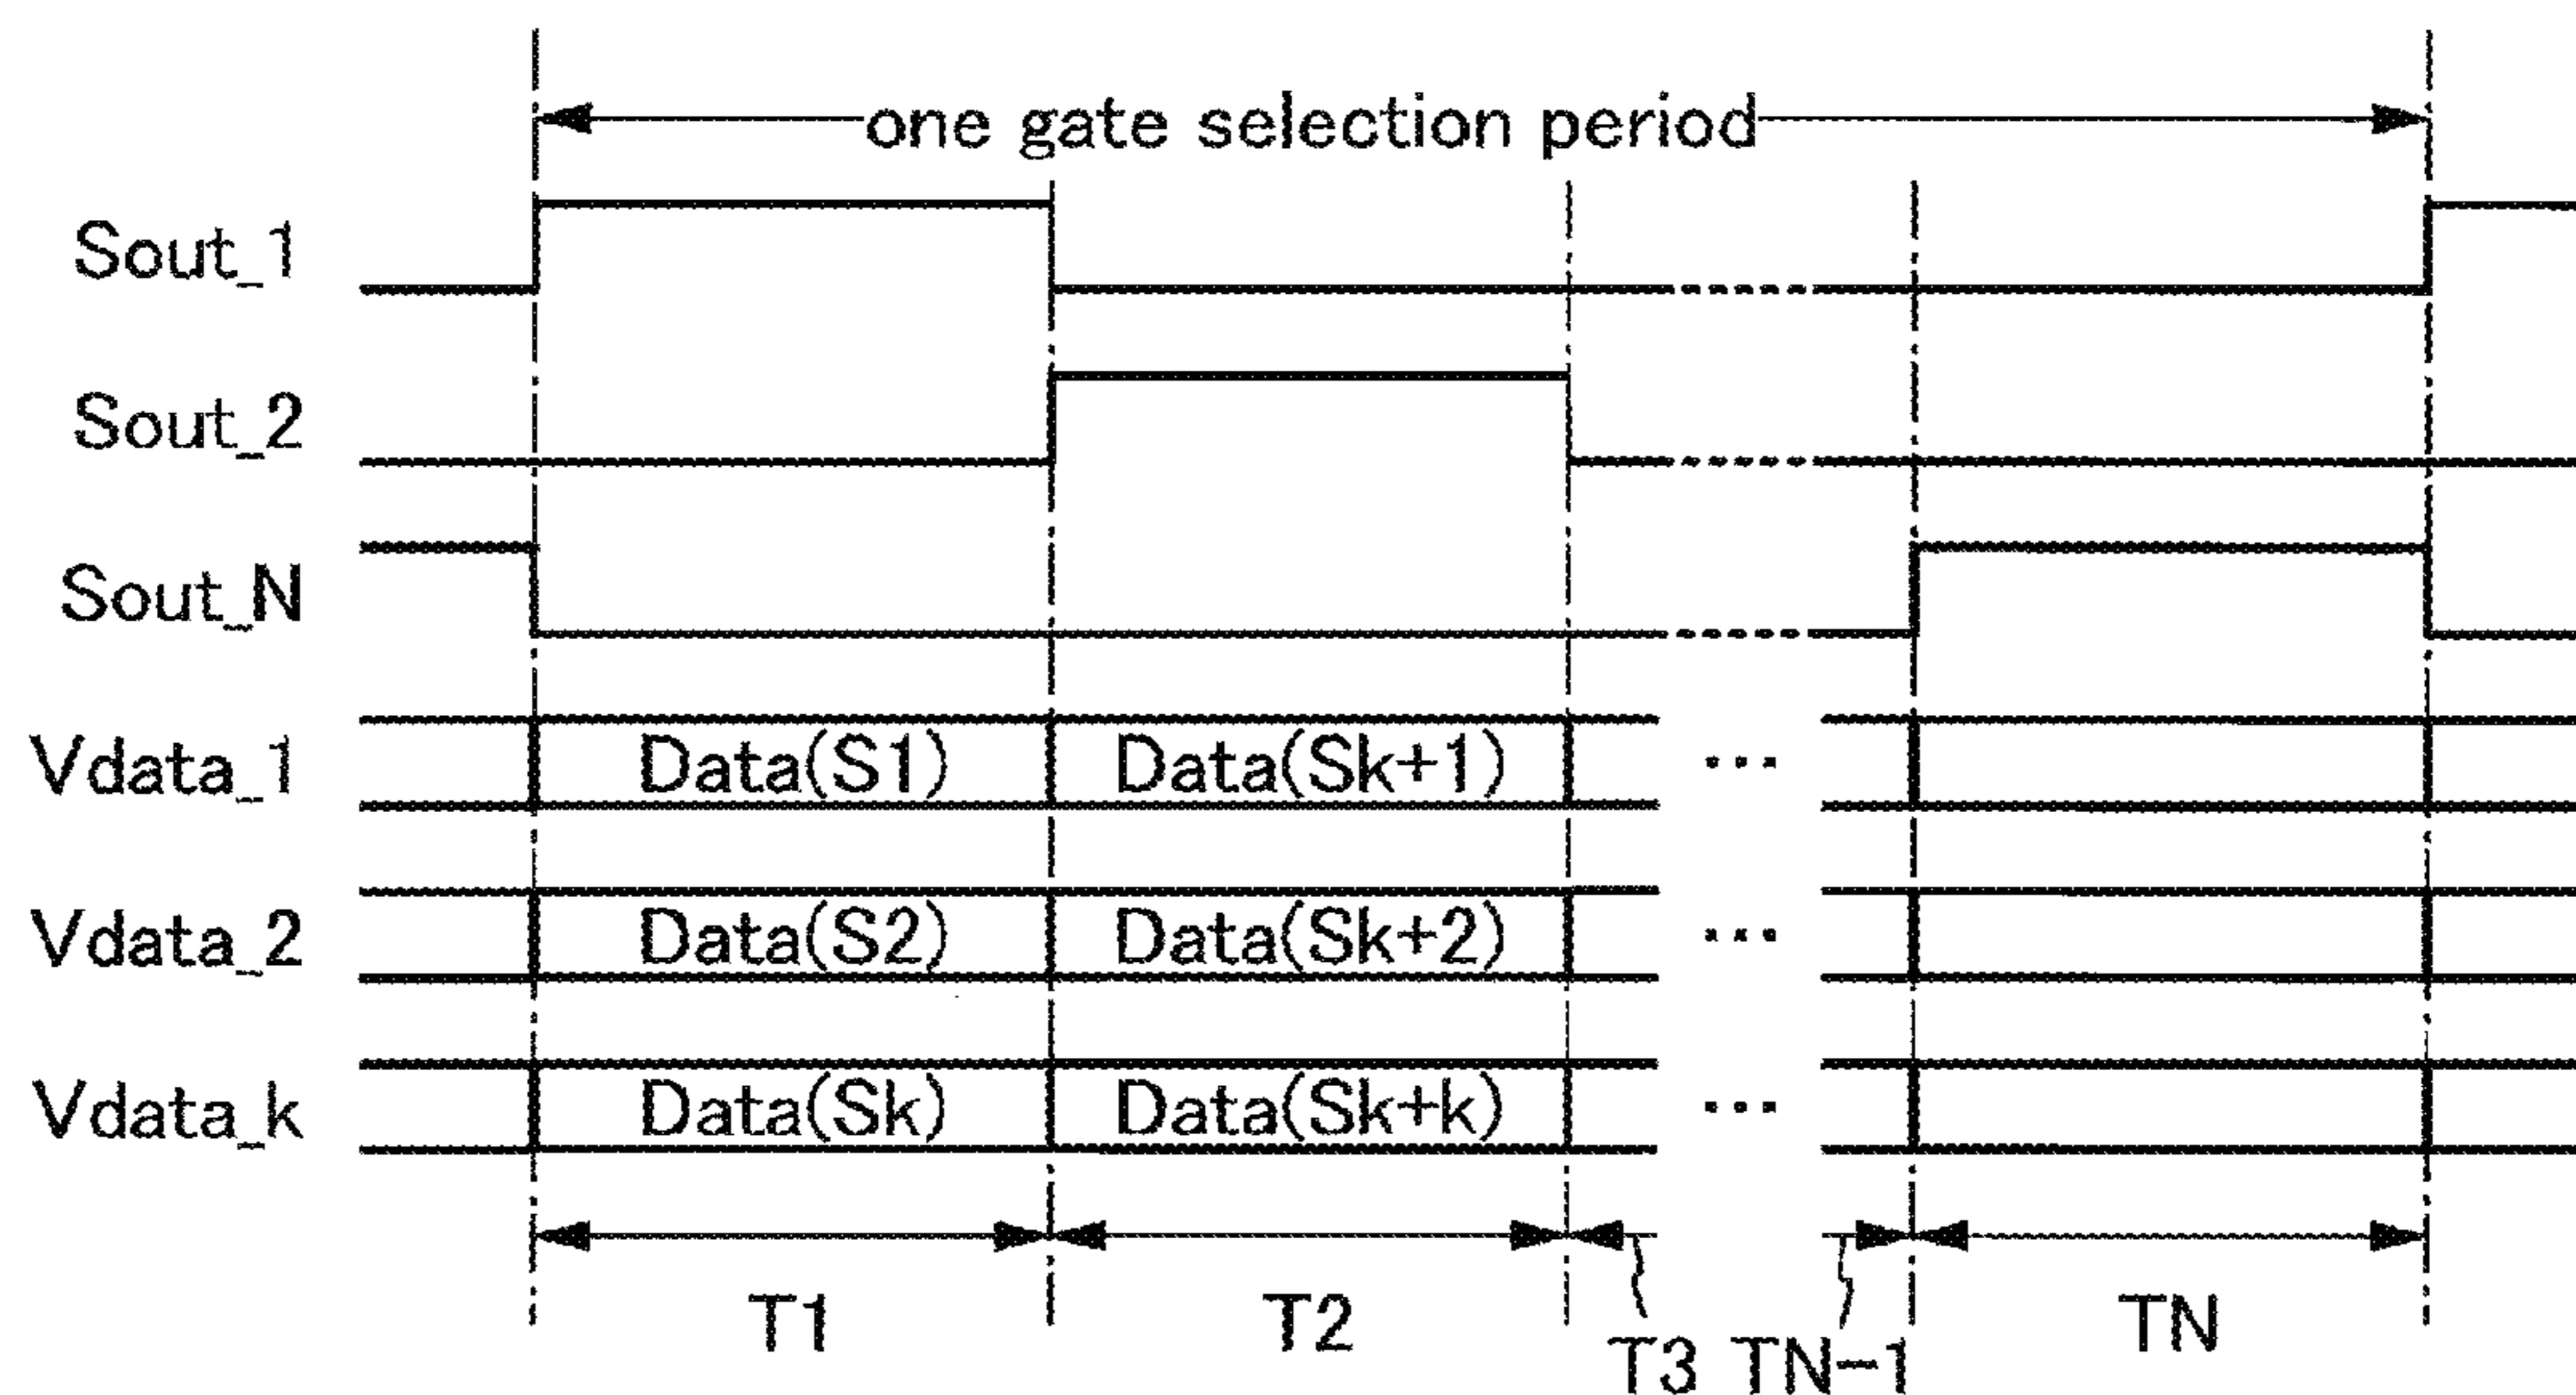 one gate selection period
Sout_1
Sout_2
Sout_N
Vdata_1 Data(S1) Data(Sk+1) ...
Vdata_2 Data(S2) Data(Sk+2) ...
Vdata_k Data(Sk) Data(Sk+k) ...
T1 T2 T3 TN-1 TN